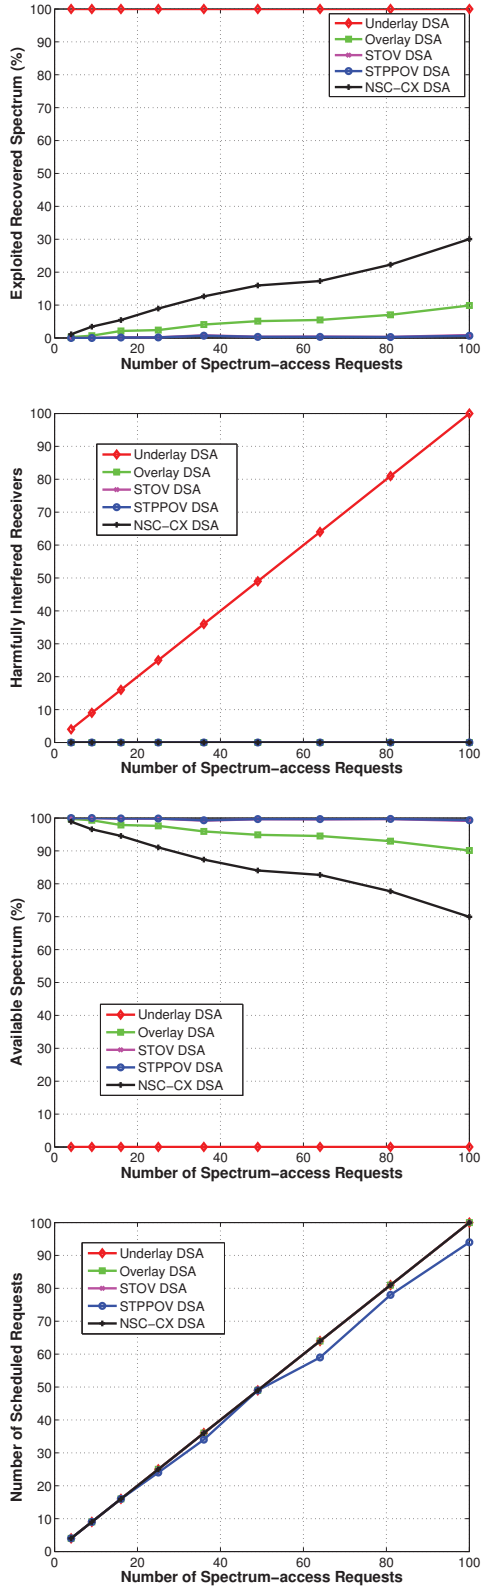 100
90
80
70
60
50
40
30
20
10
0
Exploited Recovered Spectrum (%)
Underlay DSA
Overlay DSA
STOV DSA
STPPOV DSA
NSC−CX DSA
0 20 40 60 80 100
Number of Spectrum−access Requests
100
90
80
70
60
50
40
30
20
10
0
Harmfully Interfered Receivers
Underlay DSA
Overlay DSA
STOV DSA
STPPOV DSA
NSC−CX DSA
0 20 40 60 80 100
Number of Spectrum−access Requests
100
90
80
70
60
50
40
30
20
10
0
Available Spectrum (%)
Underlay DSA
Overlay DSA
STOV DSA
STPPOV DSA
NSC−CX DSA
0 20 40 60 80 100
Number of Spectrum−access Requests
100
90
80
70
60
50
40
30
20
10
0
Number of Scheduled Requests
Underlay DSA
Overlay DSA
STOV DSA
STPPOV DSA
NSC−CX DSA
0 20 40 60 80 100
Number of Spectrum−access Requests